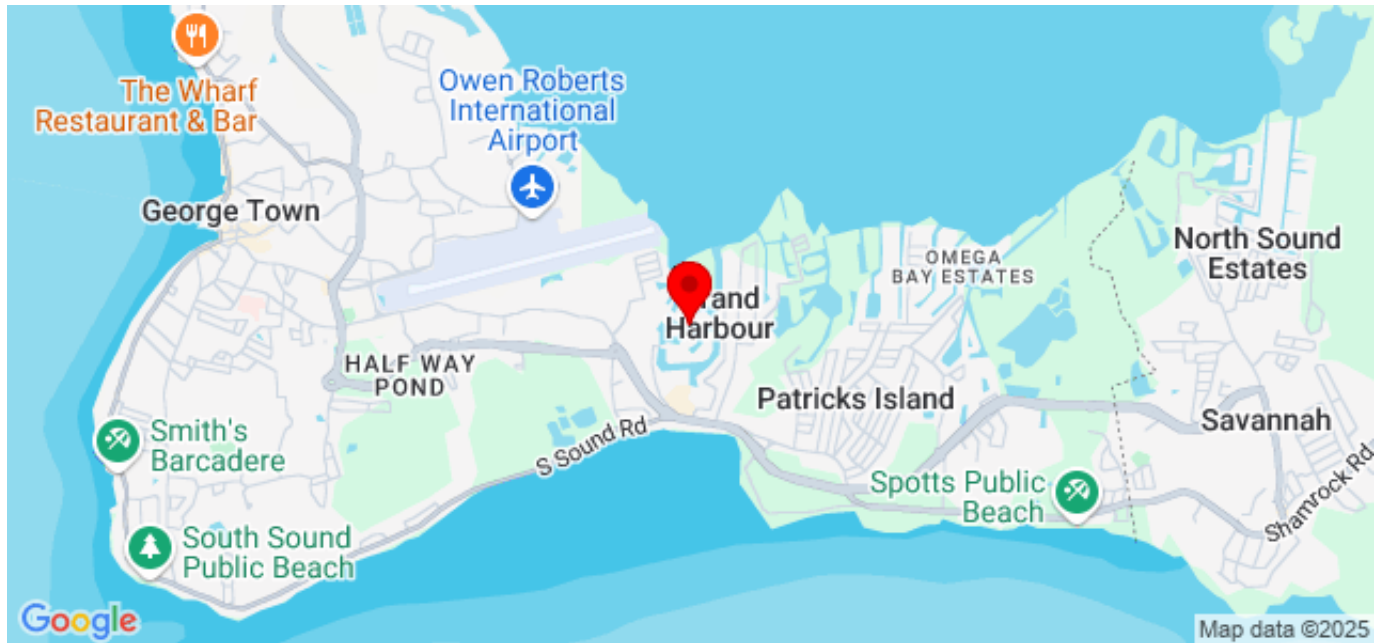 The Wharf
Restaurant & Bar
Owen Roberts
International
Airport
George Town
North Sound
Estates
OMEGA
BAY ESTATES
rand
Harbour
HALF WAY
POND
Patricks Island
Savannah
Smith's
Barcadere
S Sound Rd
Spotts Public
Beach
Shamrock Rd
South Sound
Public Beach
Google
Map data ©2025